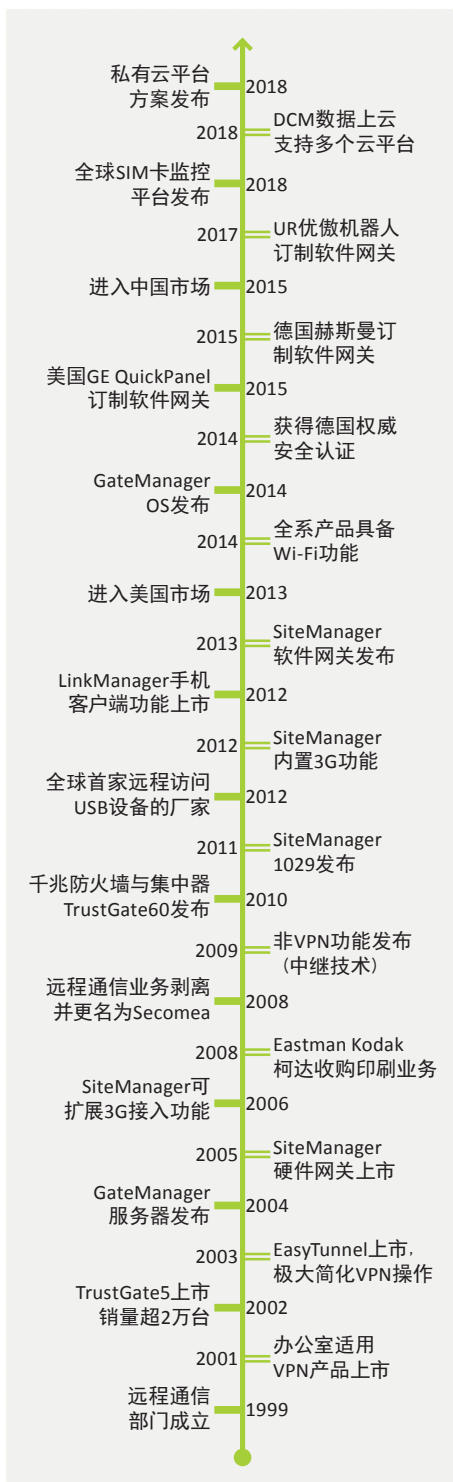 私有云平台
方案发布
2018
2018
DCM数据上云
支持多个云平台
全球SIM卡监控
平台发布
2018
2017
UR优傲机器人
订制软件网关
进入中国市场
2015
2015
德国赫斯曼订
制软件网关
美国GE QuickPanel
订制软件网关
2015
2014
获得德国权威
安全认证
GateManager
OS发布
2014
2014
全系产品具备
Wi-Fi功能
进入美国市场
2013
2013
SiteManager
软件网关发布
LinkManager手机
客户端功能上市
2012
2012
SiteManager
内置3G功能
全球首家远程访问
USB设备的厂家
2012
2011
SiteManager
1029发布
千兆防火墙与集中器
TrustGate60发布
2010
2009
非VPN功能发布
（中继技术）
远程通信业务剥离
并更名为Secomea
2008
2008
Eastman Kodak
柯达收购印刷业务
SiteManager可
扩展3G接入功能
2006
2005
SiteManager
硬件网关上市
GateManager
服务器发布
2004
2003
EasyTunnel上市，
极大简化VPN操作
TrustGate5上市
销量超2万台
2002
2001
办公室适用
VPN产品上市
远程通信
部门成立
1999